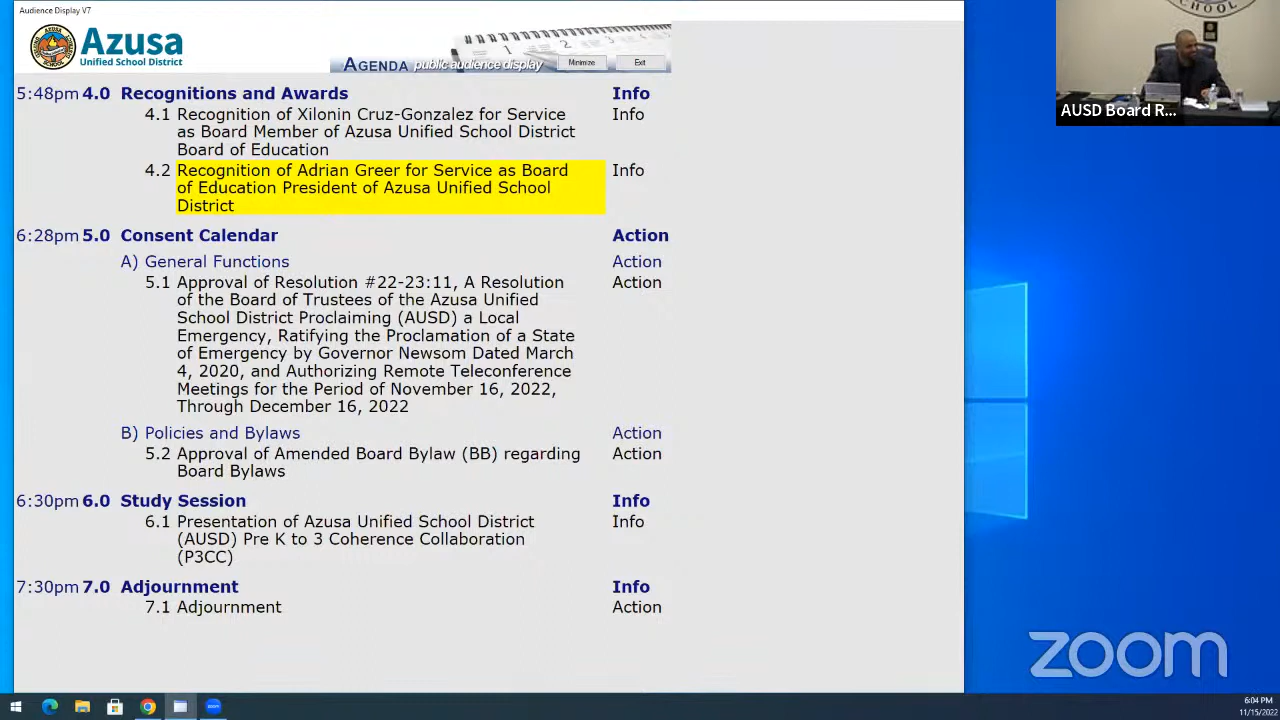 Audience Display V7
Azusa
Unified School District
AGENDA public audience display
Minimize
Exit
5:48pm 4.0 Recognitions and Awards Info
4.1 Recognition of Xilonin Cruz-Gonzalez for Service Info
as Board Member of Azusa Unified School District
Board of Education
4.2 Recognition of Adrian Greer for Service as Board Info
of Education President of Azusa Unified School
District
6:28pm 5.0 Consent Calendar Action
A) General Functions Action
5.1 Approval of Resolution #22-23:11, A Resolution Action
of the Board of Trustees of the Azusa Unified
School District Proclaiming (AUSD) a Local
Emergency, Ratifying the Proclamation of a State
of Emergency by Governor Newsom Dated March
4, 2020, and Authorizing Remote Teleconference
Meetings for the Period of November 16, 2022,
Through December 16, 2022
B) Policies and Bylaws Action
5.2 Approval of Amended Board Bylaw (BB) regarding Action
Board Bylaws
6:30pm 6.0 Study Session Info
6.1 Presentation of Azusa Unified School District Info
(AUSD) Pre K to 3 Coherence Collaboration
(P3CC)
7:30pm 7.0 Adjournment Info
7.1 Adjournment Action
SCHOOL
AUSD Board R...
zoom
6:04 PM
11/15/2022